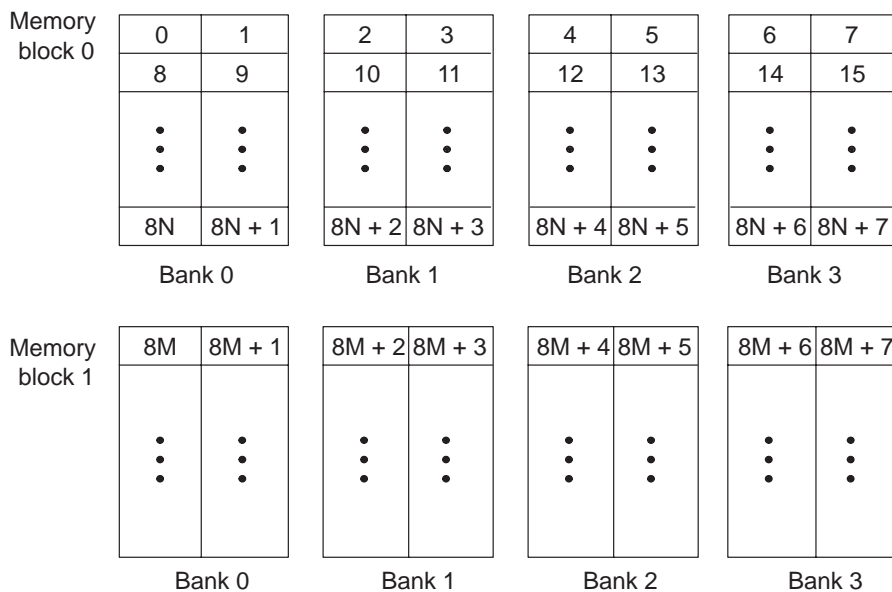 Memory
block 0
0 1 2 3 4 5 6 7
8 9 10 11 12 13 14 15
8N 8N + 1 8N + 2 8N + 3 8N + 4 8N + 5 8N + 6 8N + 7
Bank 0 Bank 1 Bank 2 Bank 3
Memory
block 1
8M 8M + 1 8M + 2 8M + 3 8M + 4 8M + 5 8M + 6 8M + 7
Bank 0 Bank 1 Bank 2 Bank 3